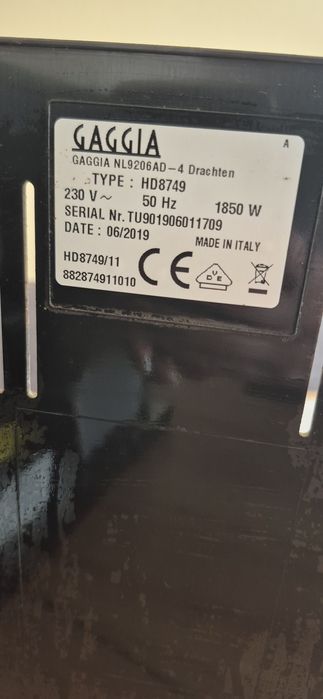 GAGGIA
A
GAGGIA NL9206AD-4 Drachten
TYPE : HD8749
230 V~ 50 Hz 1850 W
SERIAL Nr. TU901906011709
DATE : 06/2019
MADE IN ITALY
HD8749/11
882874911010
CE
D V E